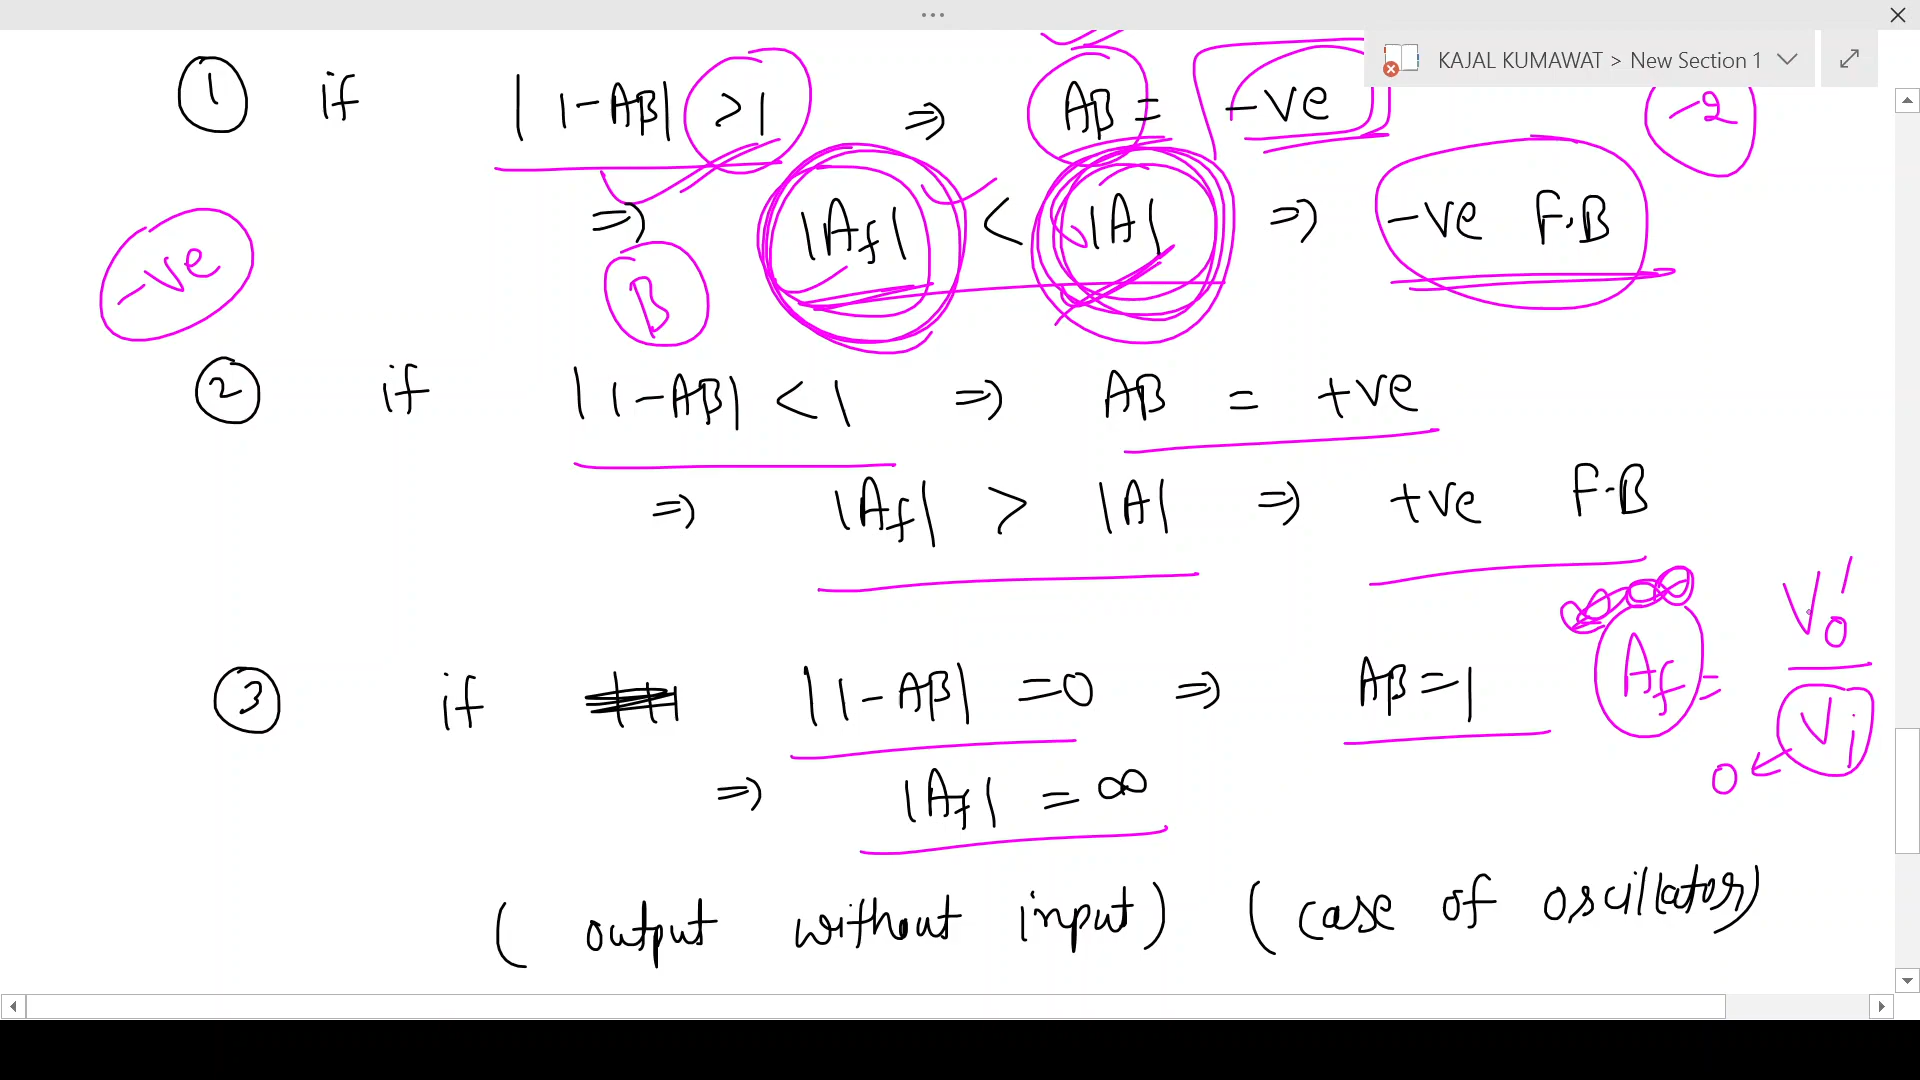 KAJAL KUMAWAT > New Section 1
① if |1-Aβ| >1 ⇒ Aβ = -ve -2
⇒ |Af| < |A| ⇒ -ve F.B
-ve β
② if |1-Aβ| < 1 ⇒ Aβ = +ve
⇒ |Af| > |A| ⇒ +ve F.B
③ if |1-Aβ| =0 ⇒ Aβ=1
Af = Vo' / Vi
0
⇒ |Af| = ∞
( output without input) (case of oscillator)